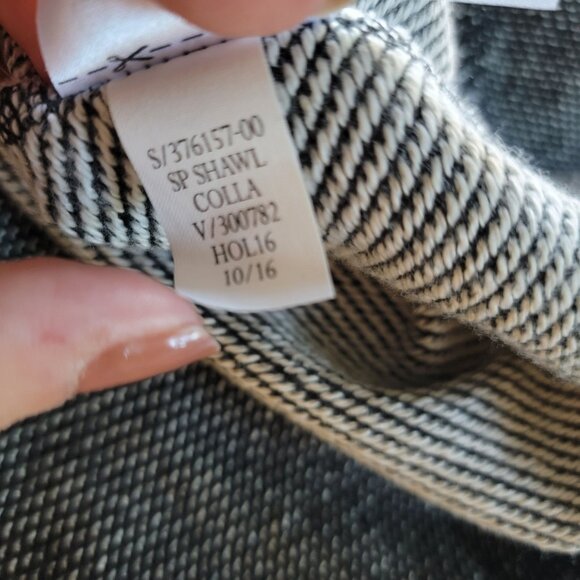 S/376157-00
SP SHAWL
COLLA
V/300782
HOL16
10/16